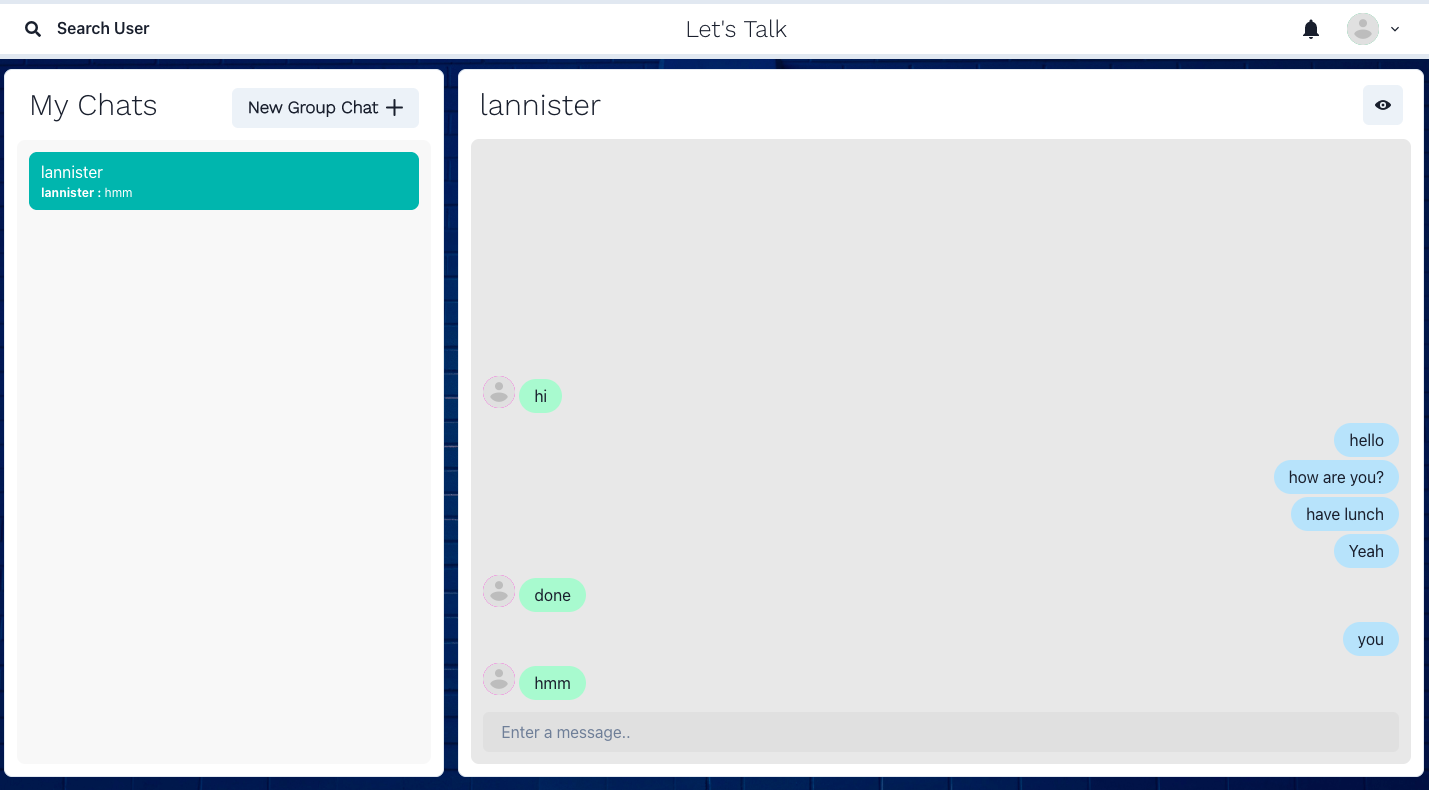 Search User
Let's Talk
My Chats
New Group Chat
lannister
lannister : hmm
lannister
hi
hello
how are you?
have lunch
Yeah
done
you
hmm
Enter a message..